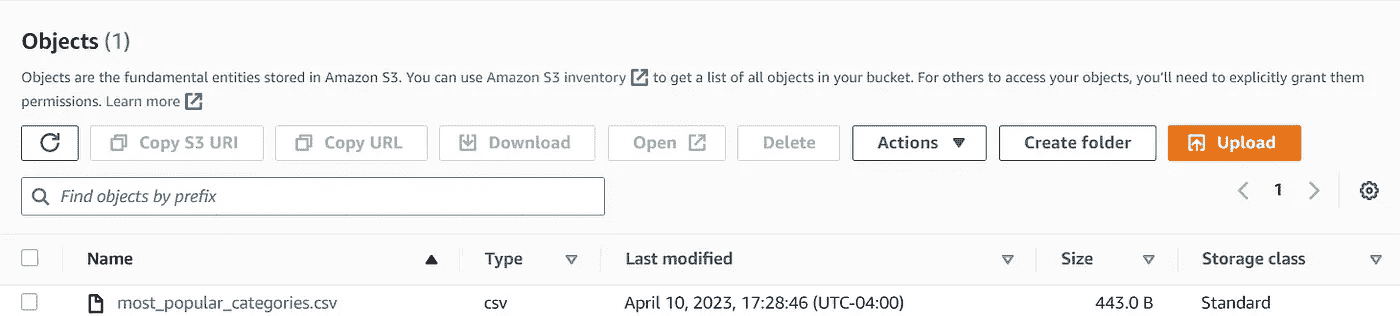 Objects (1)
Objects are the fundamental entities stored in Amazon S3. You can use Amazon S3 inventory to get a list of all objects in your bucket. For others to access your objects, you'll need to explicitly grant them
permissions. Learn more
Copy S3 URI Copy URL Download Open Delete Actions Create folder Upload
Find objects by prefix 1
Name Type Last modified Size Storage class
most_popular_categories.csv csv April 10, 2023, 17:28:46 (UTC-04:00) 443.0 B Standard